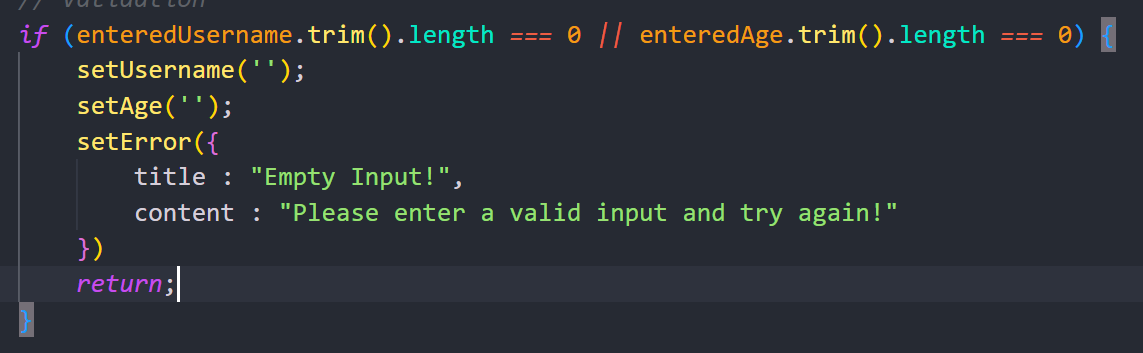 // Validation
if (enteredUsername.trim().length === 0 || enteredAge.trim().length === 0) {
    setUsername('');
    setAge('');
    setError({
        title : "Empty Input!",
        content : "Please enter a valid input and try again!"
    })
    return;
}